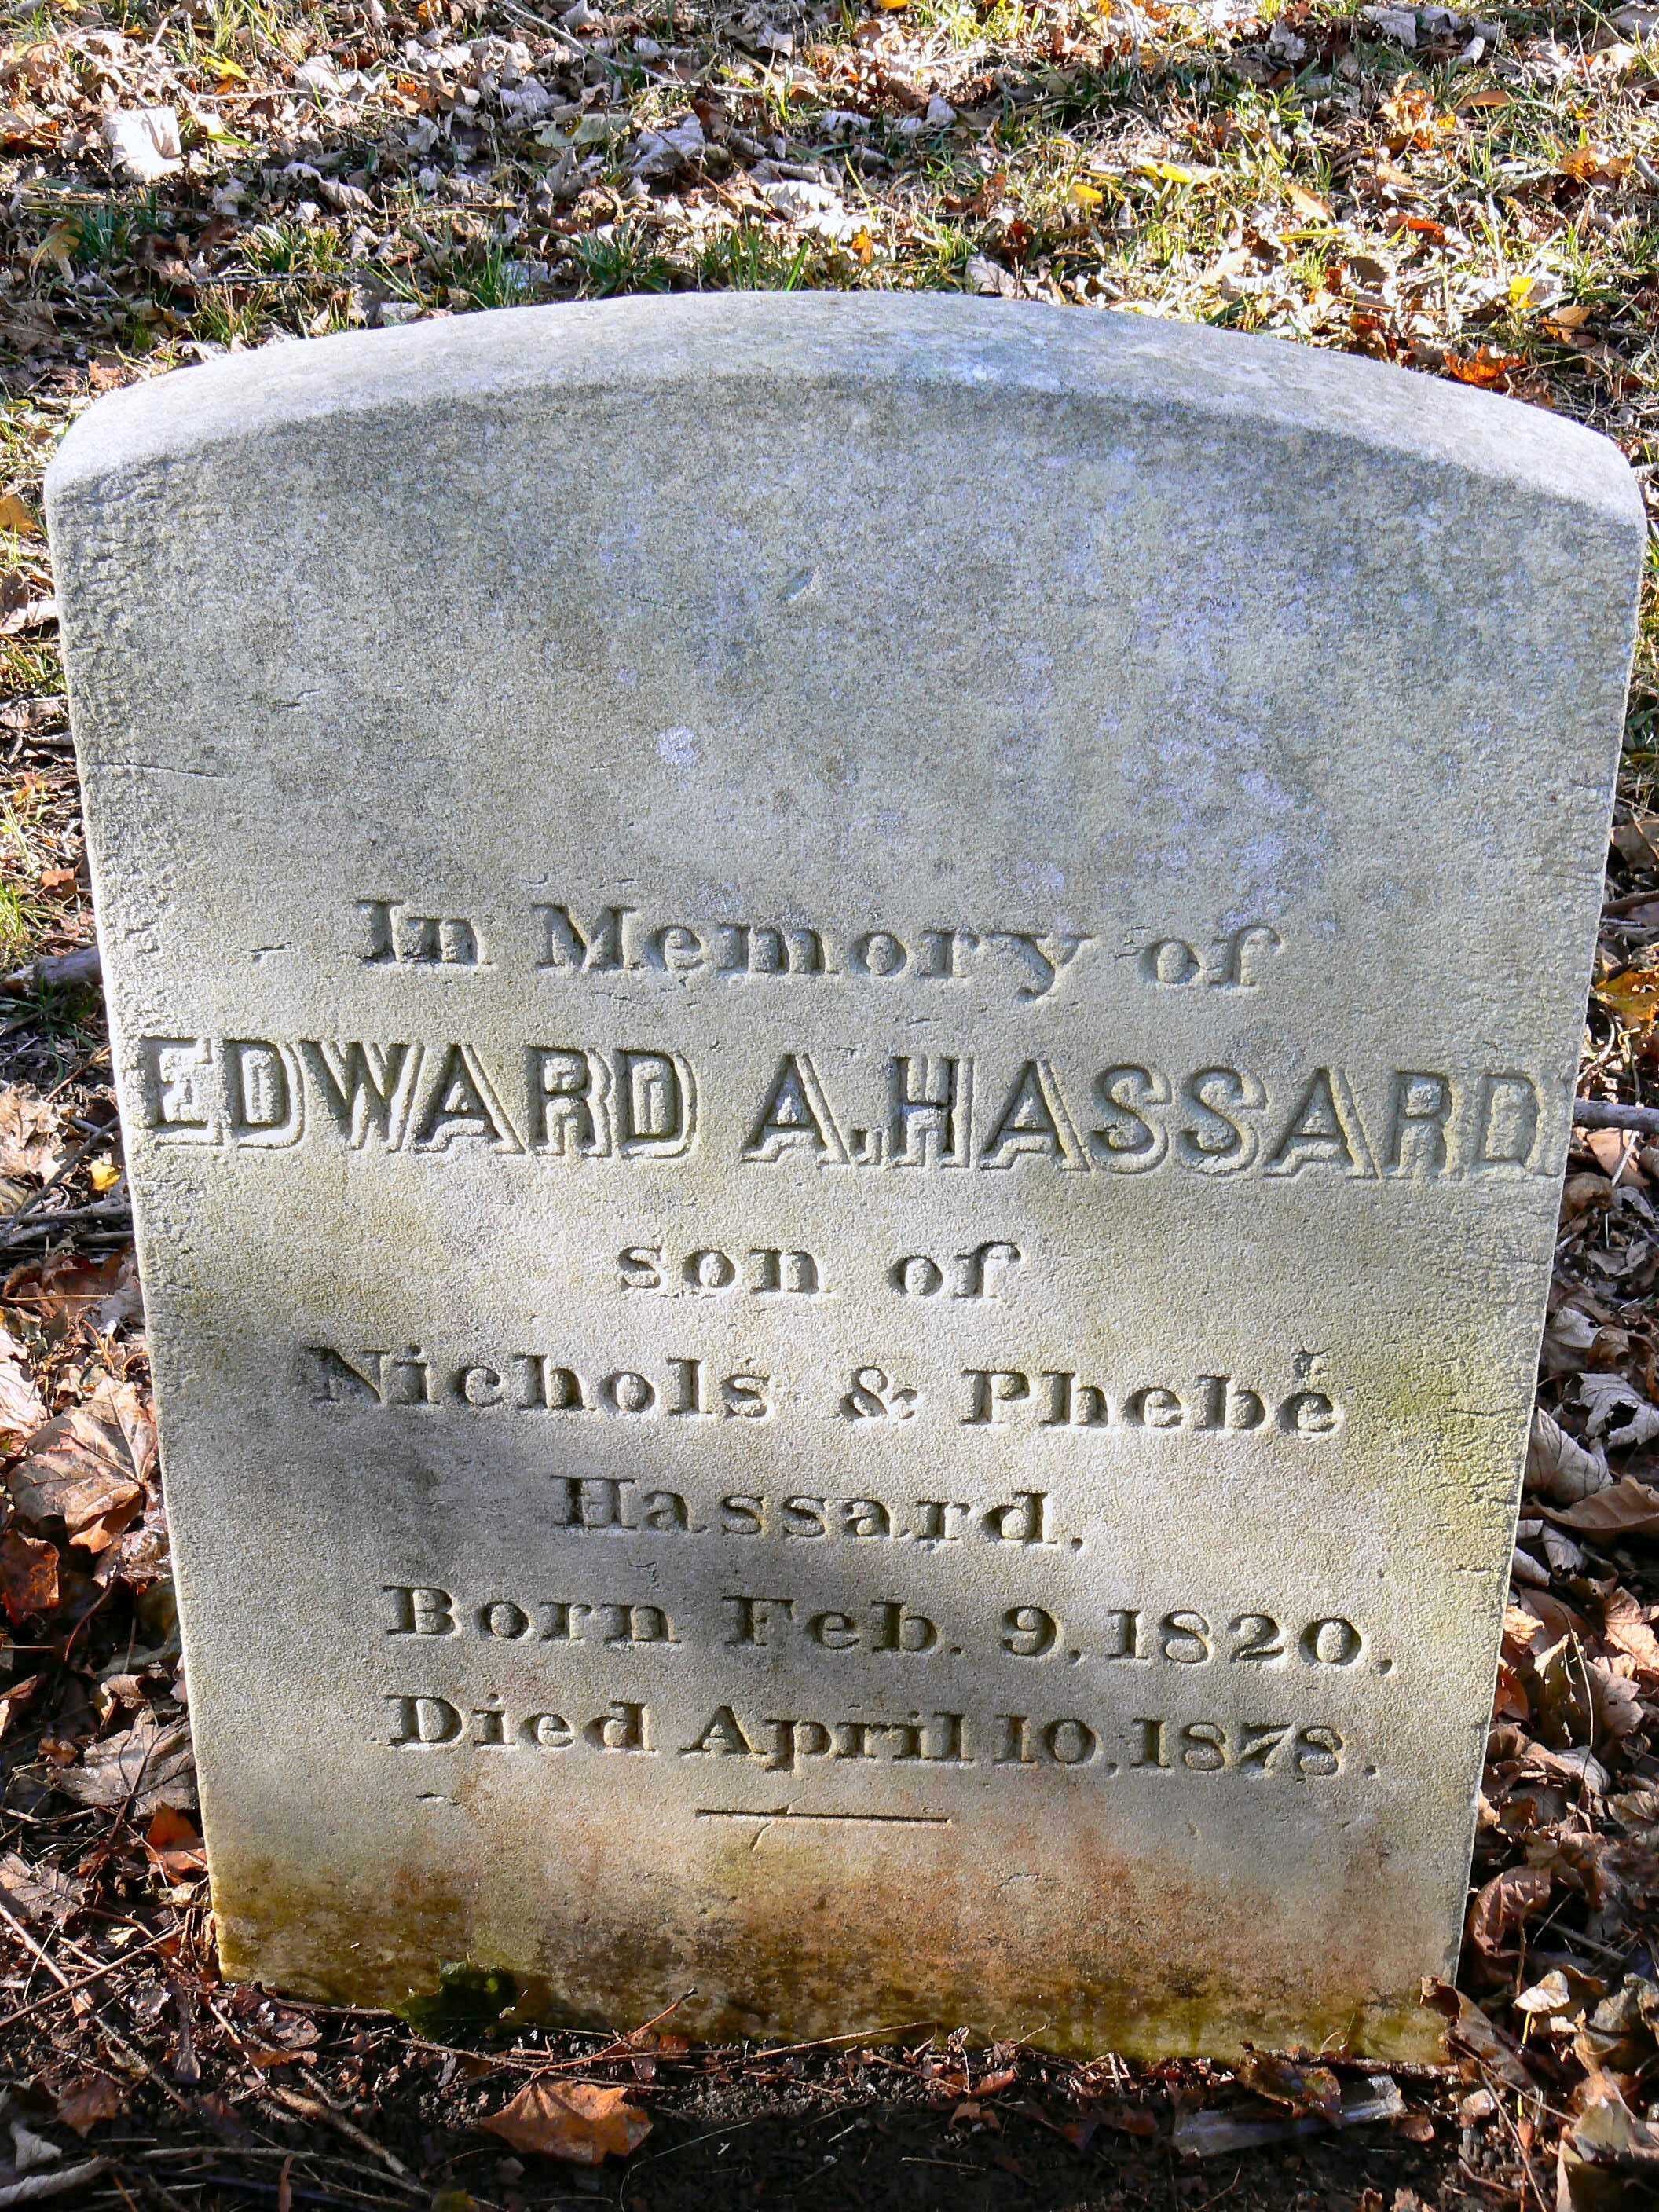 In Memory of
EDWARD A. HASSARD
son of
Nichols & Phebe
Hassard,
Born Feb. 9, 1820,
Died April 10, 1878.